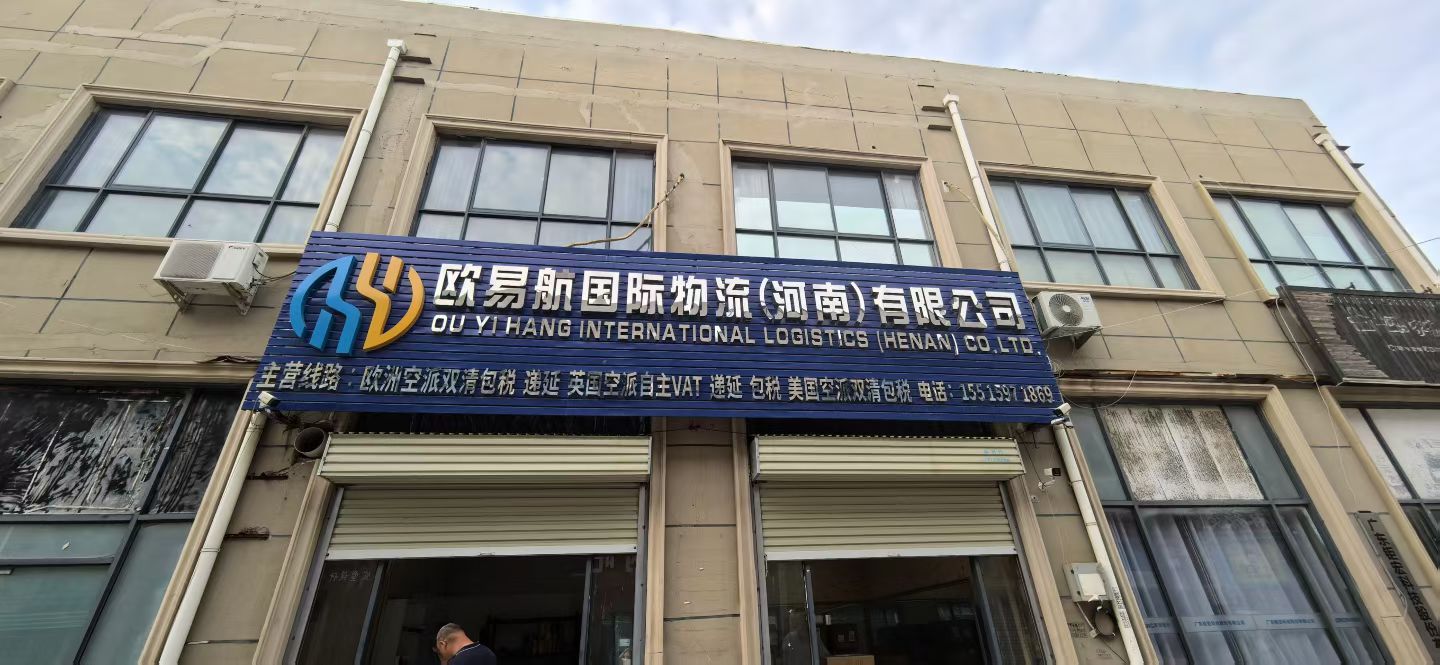 欧易航国际物流(河南)有限公司
OU YI HANG INTERNATIONAL LOGISTICS (HENAN) CO.,LTD.
主营线路：欧洲空派双清包税 递延 英国空派自主VAT 递延 包税 美国空派双清包税 电话：155 1597 1869